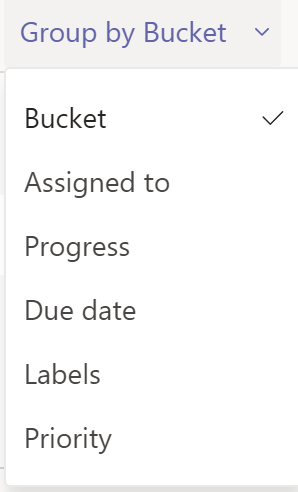 Group by Bucket
Bucket
Assigned to
Progress
Due date
Labels
Priority